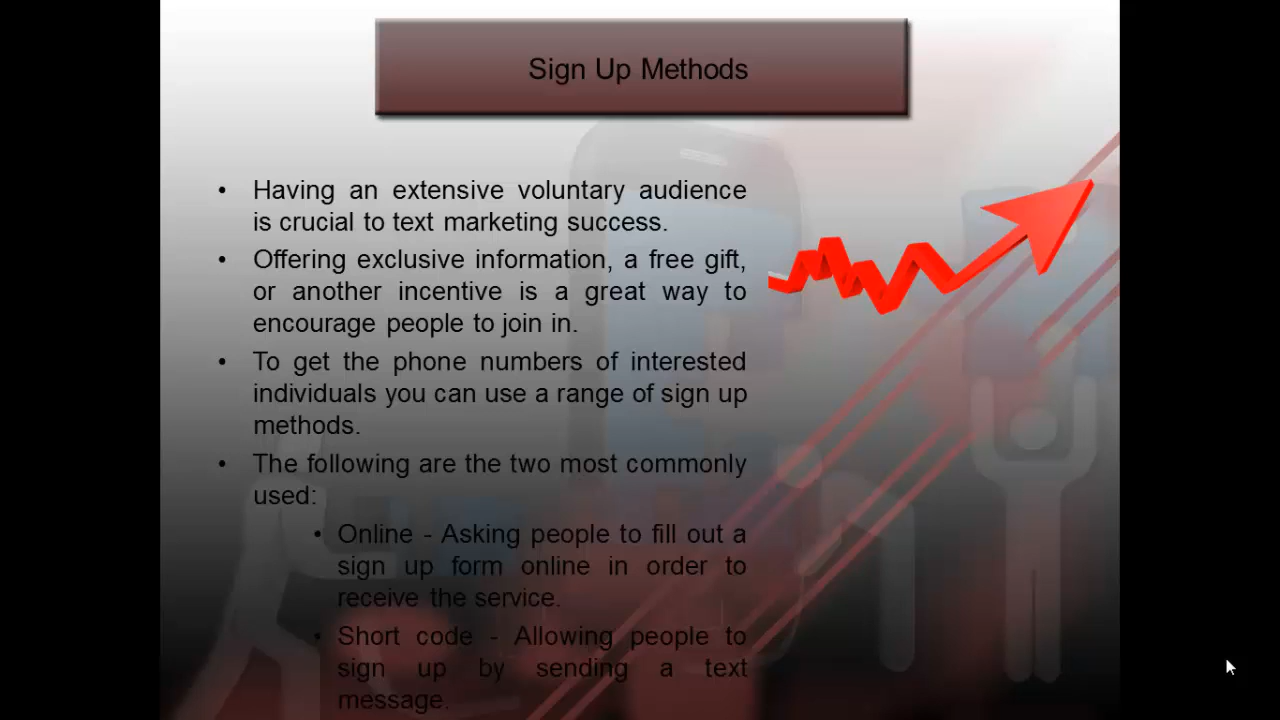 Sign Up Methods
• Having an extensive voluntary audience
is crucial to text marketing success.
• Offering exclusive information, a free gift,
or another incentive is a great way to
encourage people to join in.
• To get the phone numbers of interested
individuals you can use a range of sign up
methods.
• The following are the two most commonly
used:
• Online - Asking people to fill out a
sign up form online in order to
receive the service.
• Short code - Allowing people to
sign up by sending a text
message.